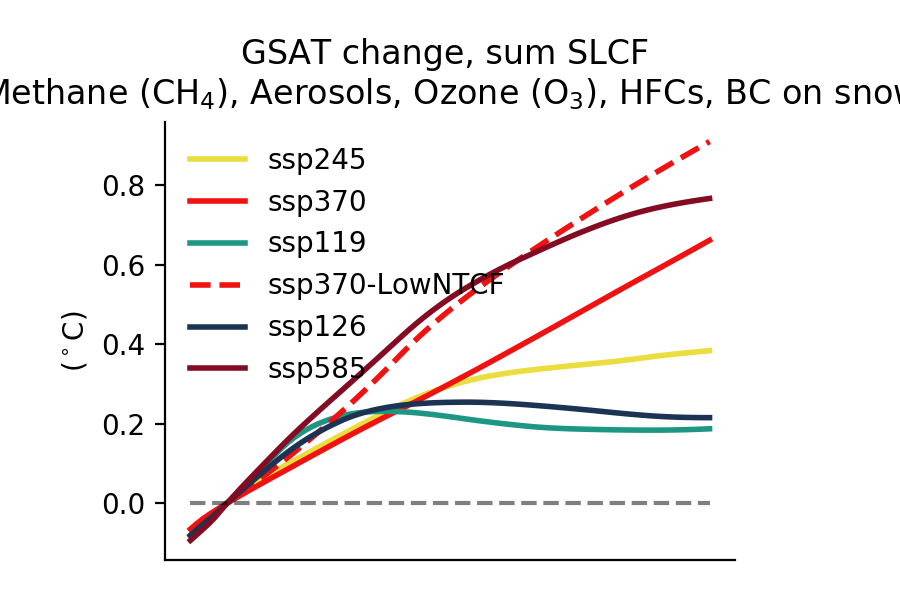 GSAT change, sum SLCF
Methane (CH₄), Aerosols, Ozone (O₃), HFCs, BC on snow
ssp245
ssp370
ssp119
ssp370-LowNTCF
ssp126
ssp585
0.8
0.6
0.4
0.2
0.0
(°C)